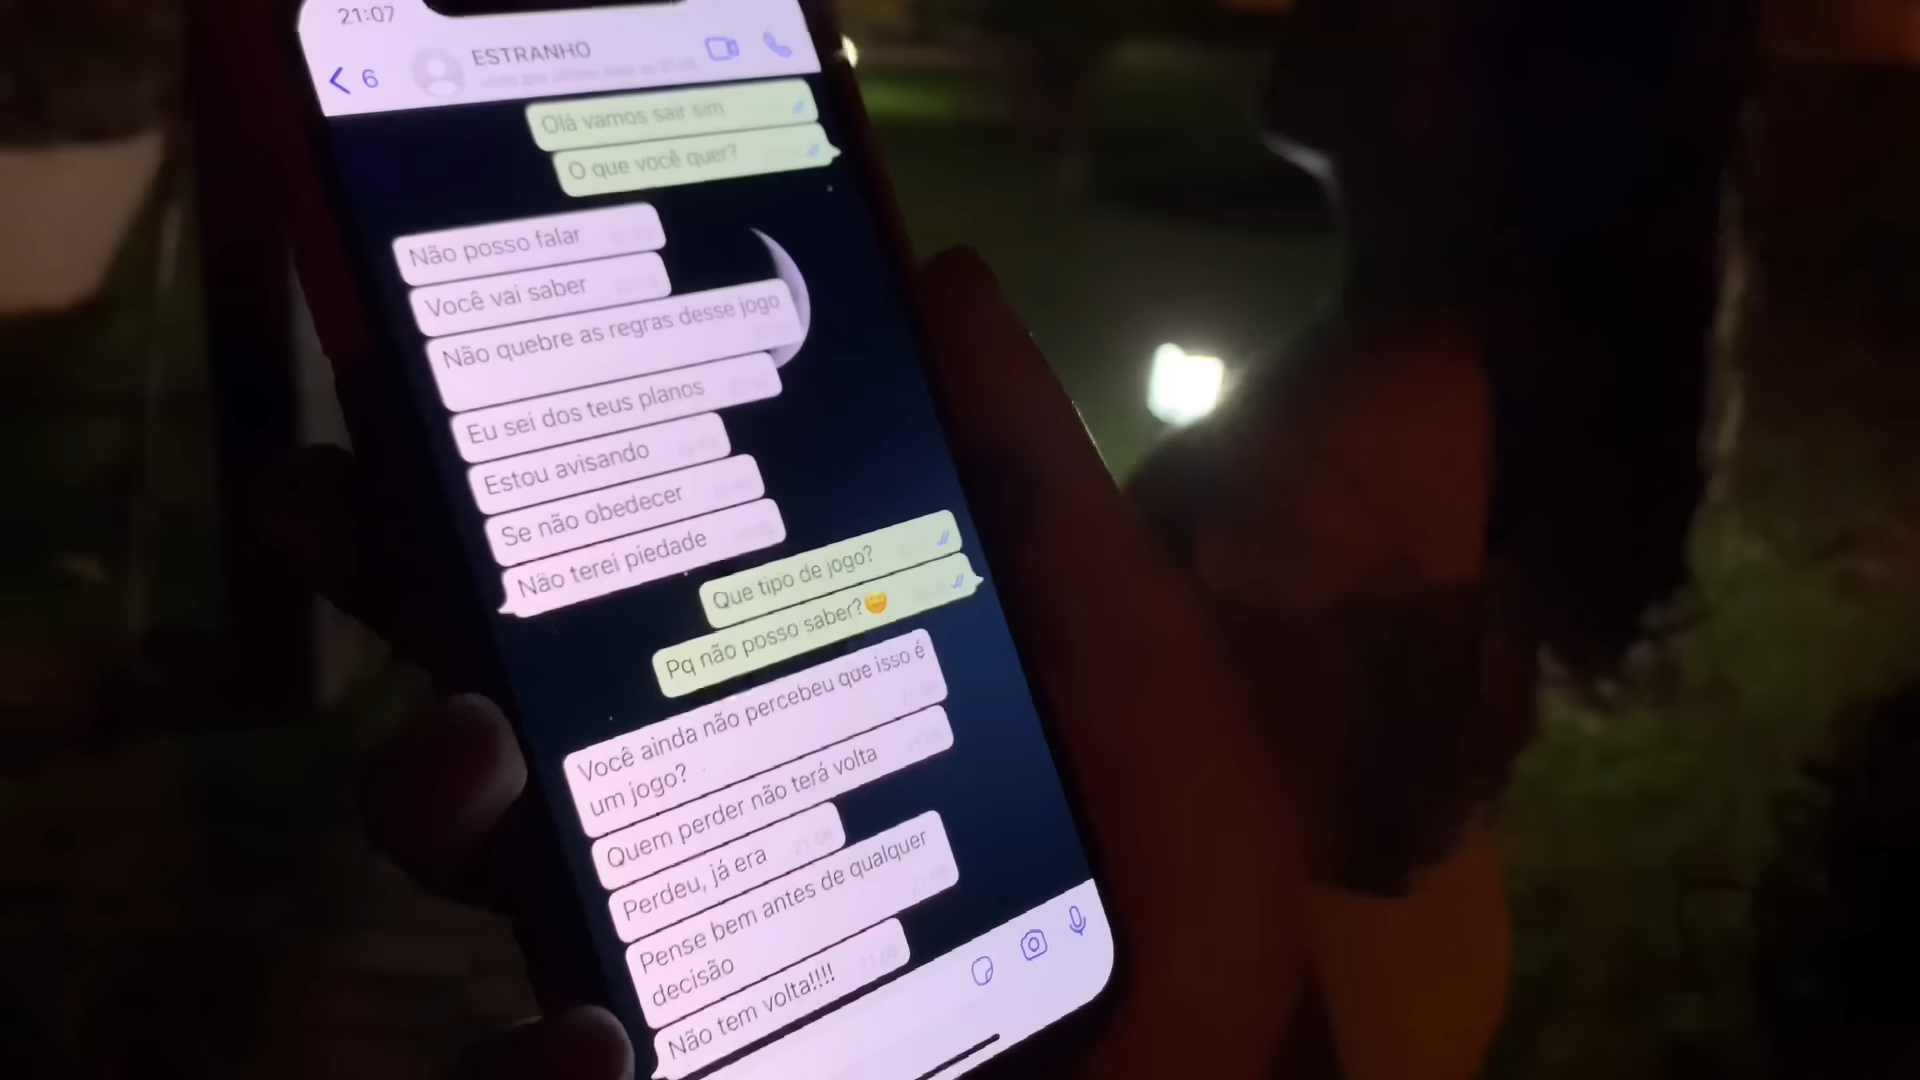 21:07
6
ESTRANHO
Olá vamos sair sim
O que você quer?
Não posso falar
Você vai saber
Não quebre as regras desse jogo
Eu sei dos teus planos
Estou avisando
Se não obedecer
Não terei piedade
Que tipo de jogo?
Pq não posso saber?
Você ainda não percebeu que isso é
um jogo?
Quem perder não terá volta
Perdeu, já era
Pense bem antes de qualquer
decisão
Não tem volta!!!!